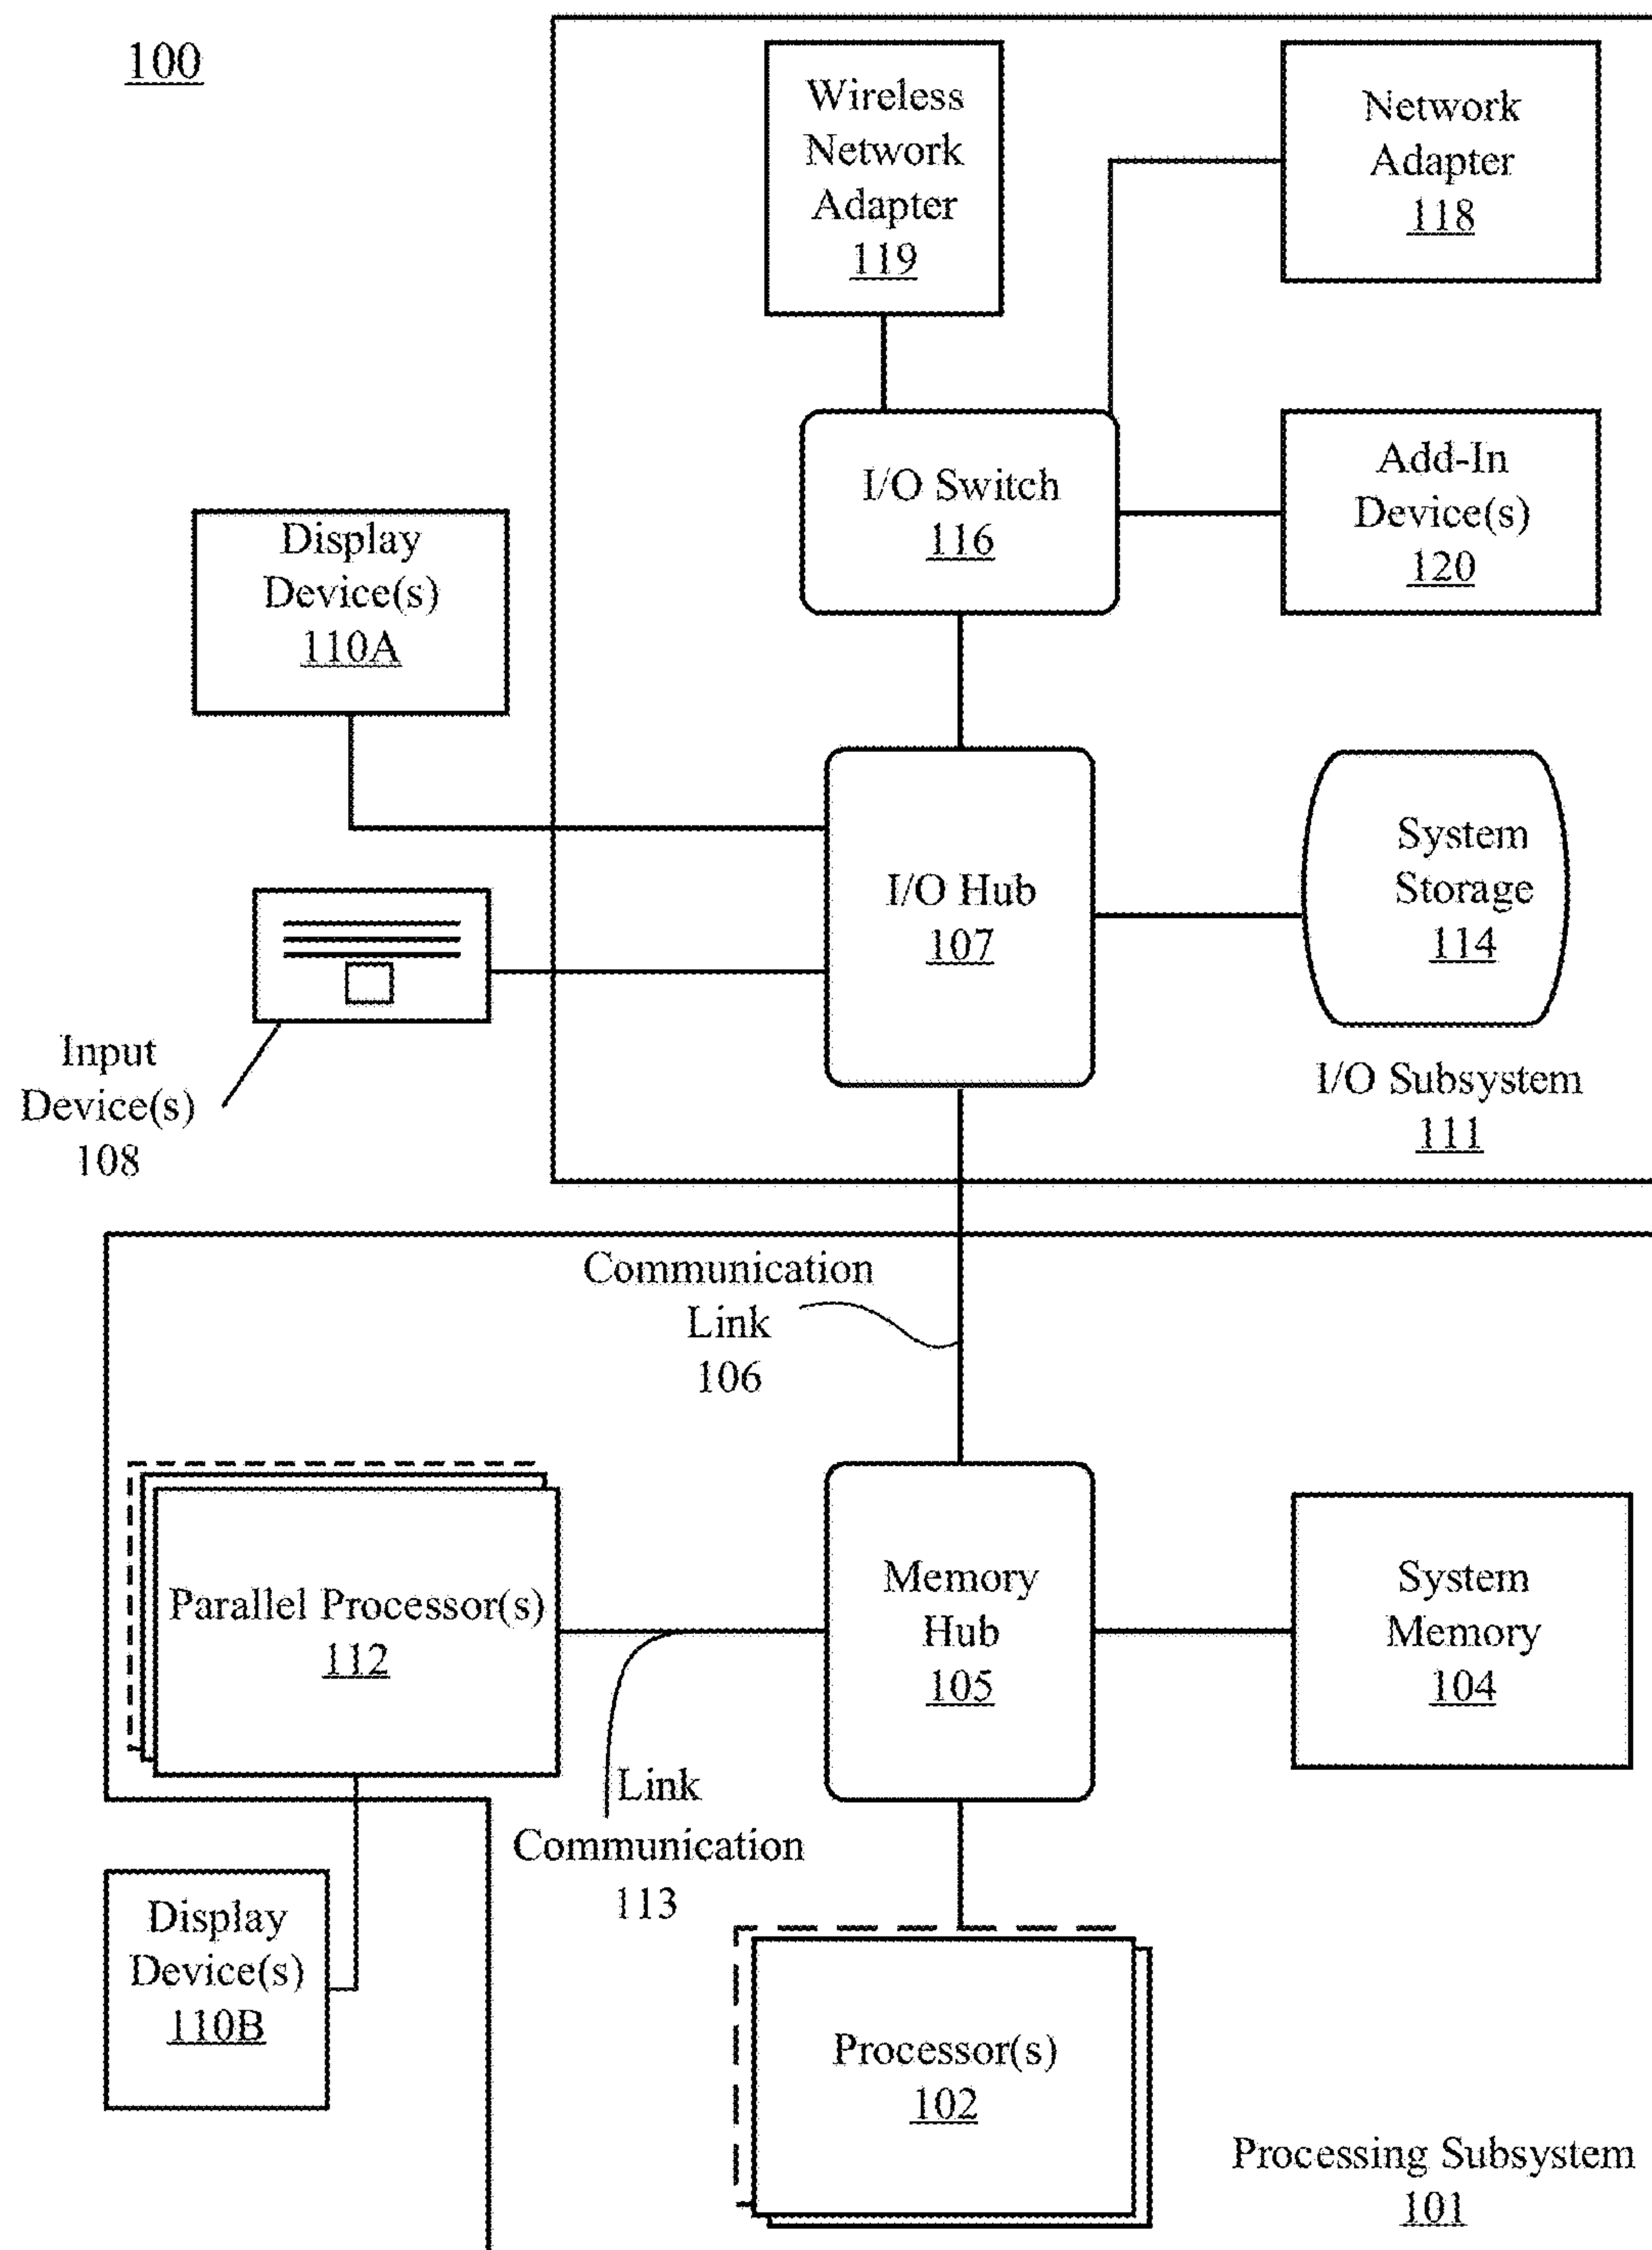 100
Wireless
Network
Adapter
119
Network
Adapter
118
I/O Switch
116
Add-In
Device(s)
120
Display
Device(s)
110A
I/O Hub
107
System
Storage
114
Input
Device(s)
108
I/O Subsystem
111
Communication
Link
106
Parallel Processor(s)
112
Memory
Hub
105
System
Memory
104
Link
Communication
113
Display
Device(s)
110B
Processor(s)
102
Processing Subsystem
101